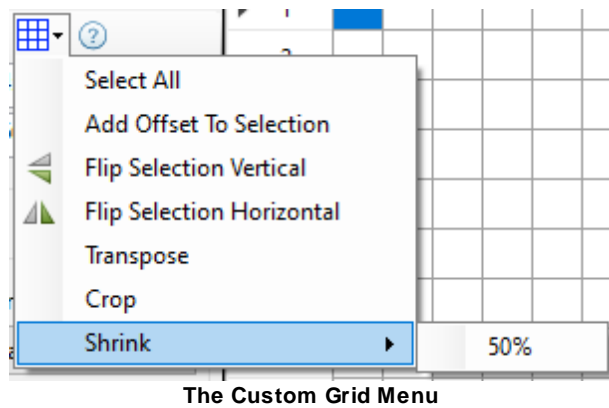 1
Select All
Add Offset To Selection
Flip Selection Vertical
Flip Selection Horizontal
Transpose
Crop
Shrink
50%
The Custom Grid Menu